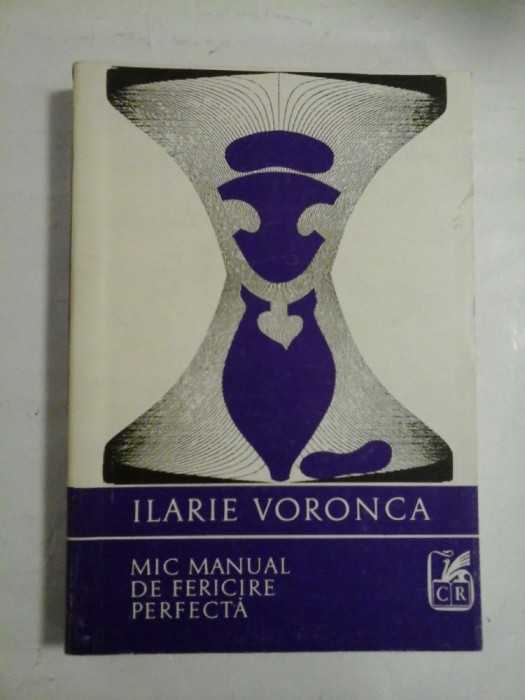 ILARIE VORONCA
MIC MANUAL
DE FERICIRE
PERFECTĂ
CR